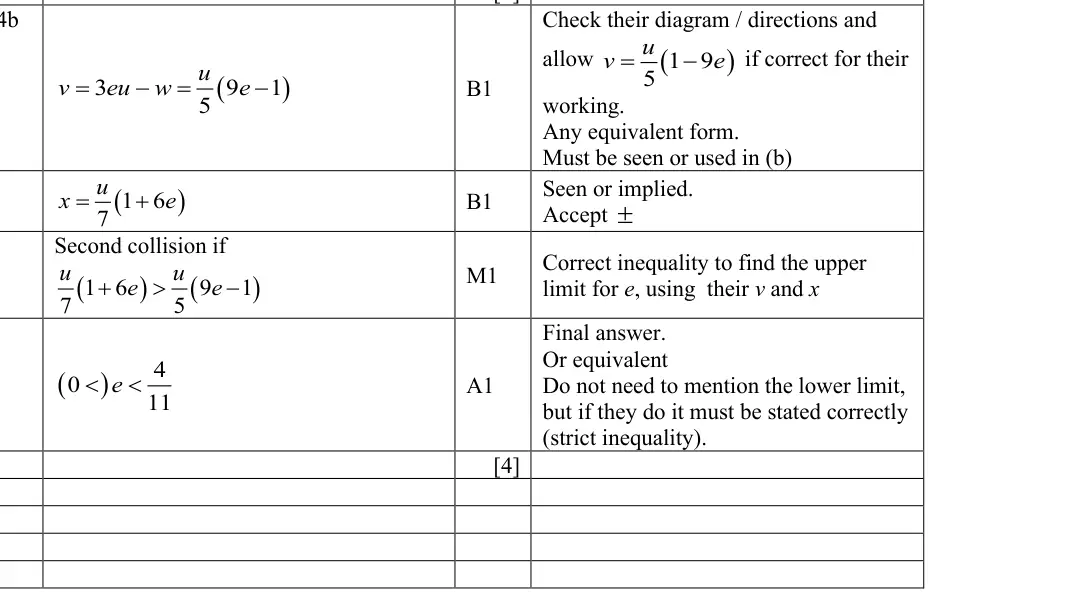 4b
v = 3eu − w = u/5 (9e − 1)
B1
Check their diagram / directions and
allow v = u/5 (1 − 9e) if correct for their
working.
Any equivalent form.
Must be seen or used in (b)
x = u/7 (1 + 6e)
B1
Seen or implied.
Accept ±
Second collision if
u/7 (1 + 6e) > u/5 (9e − 1)
M1
Correct inequality to find the upper
limit for e, using their v and x
(0 <) e < 4/11
A1
Final answer.
Or equivalent
Do not need to mention the lower limit,
but if they do it must be stated correctly
(strict inequality).
[4]